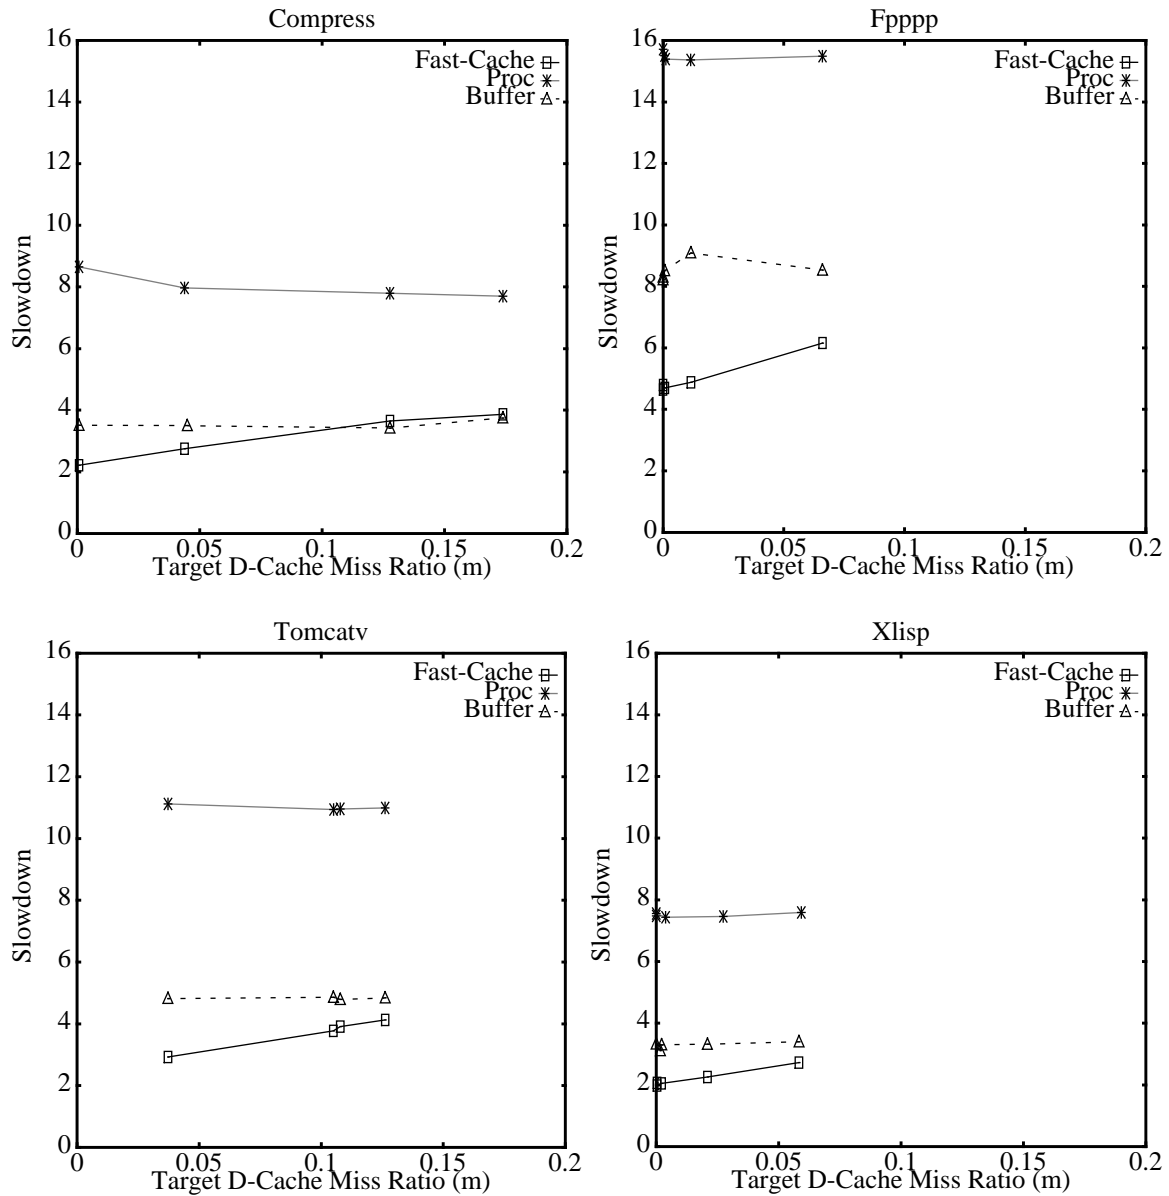 Compress
16
14
12
10
8
6
4
2
0
Slowdown
Fast-Cache
Proc
Buffer
0 0.05 0.1 0.15 0.2
Target D-Cache Miss Ratio (m)
Fpppp
16
14
12
10
8
6
4
2
0
Slowdown
Fast-Cache
Proc
Buffer
0 0.05 0.1 0.15 0.2
Target D-Cache Miss Ratio (m)
Tomcatv
16
14
12
10
8
6
4
2
0
Slowdown
Fast-Cache
Proc
Buffer
0 0.05 0.1 0.15 0.2
Target D-Cache Miss Ratio (m)
Xlisp
16
14
12
10
8
6
4
2
0
Slowdown
Fast-Cache
Proc
Buffer
0 0.05 0.1 0.15 0.2
Target D-Cache Miss Ratio (m)